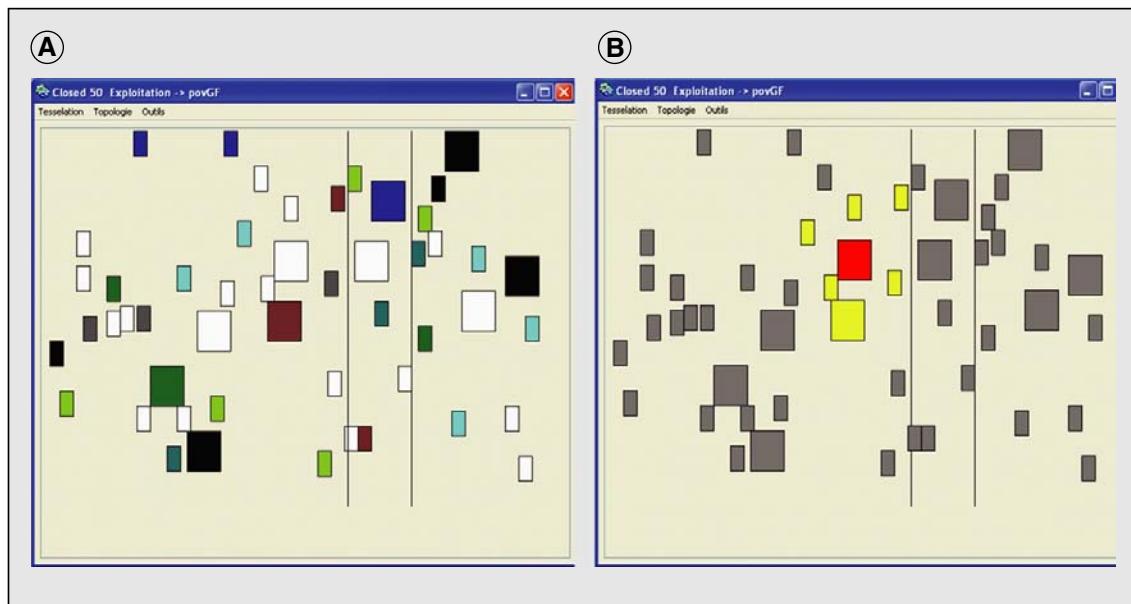 A
Closed 50 Exploitation -> povGF
Tesselation Topologie Outils
B
Closed 50 Exploitation -> povGF
Tesselation Topologie Outils